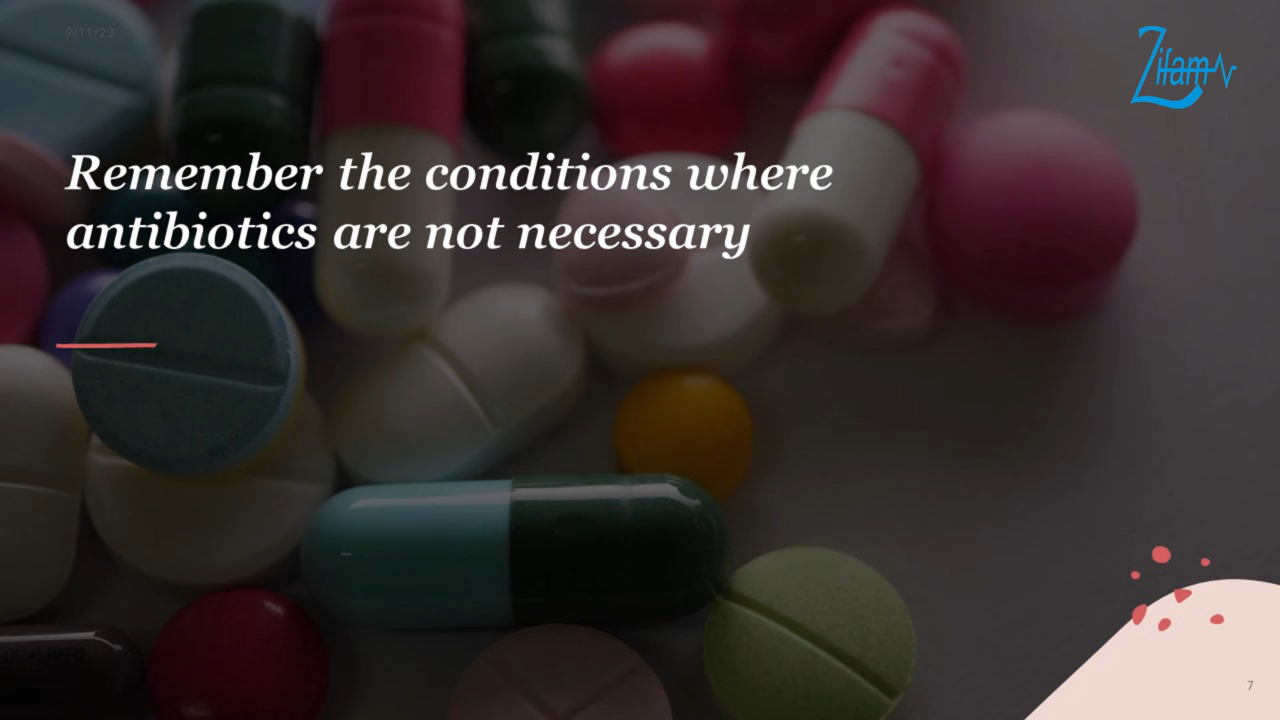 9/11/23
Zifam
Remember the conditions where
antibiotics are not necessary
7